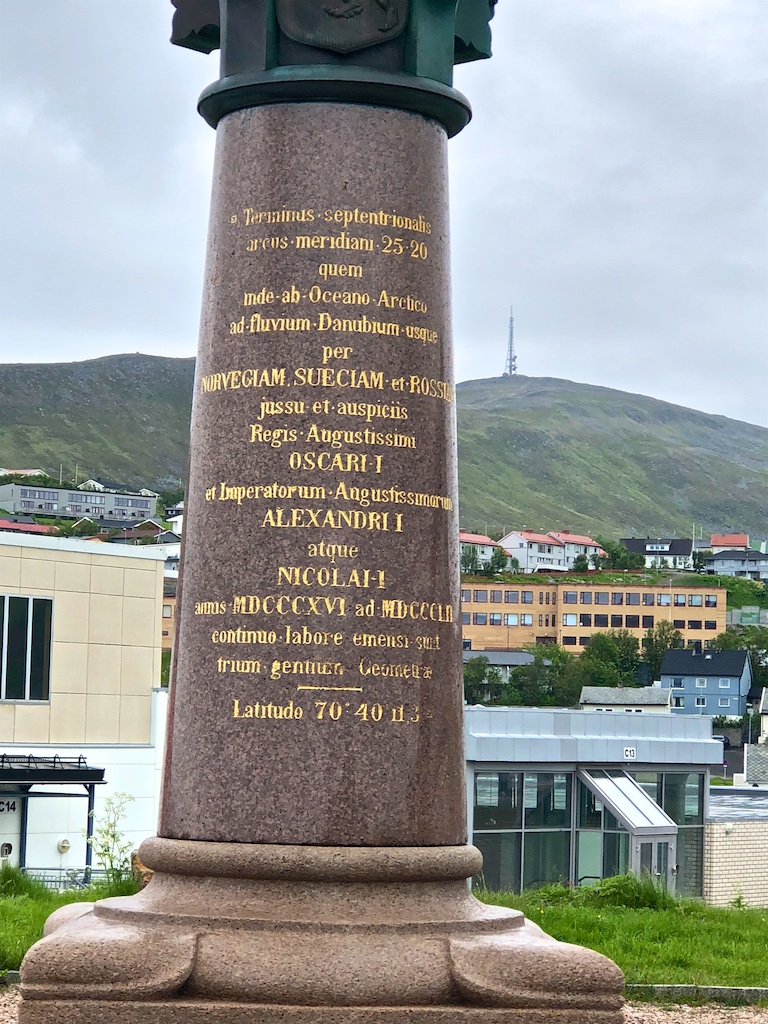 Terminus·septentrionalis
arcus·meridiani·25·20
quem
inde·ab·Oceano·Arctico
ad·fluvium·Danubium·usque
per
NORVEGIAM, SUECIAM·et·ROSSI
jussu·et·auspiciis
Regis·Augustissimi
OSCARI·I
et Imperatorum·Augustissimorum
ALEXANDRI I
atque
NICOLAI·I
annis·MDCCCXVI ad·MDCCCLII
continuo·labore emensi·sunt
trium·gentium Geometræ
Latitudo 70°40 11,3
C13
C14